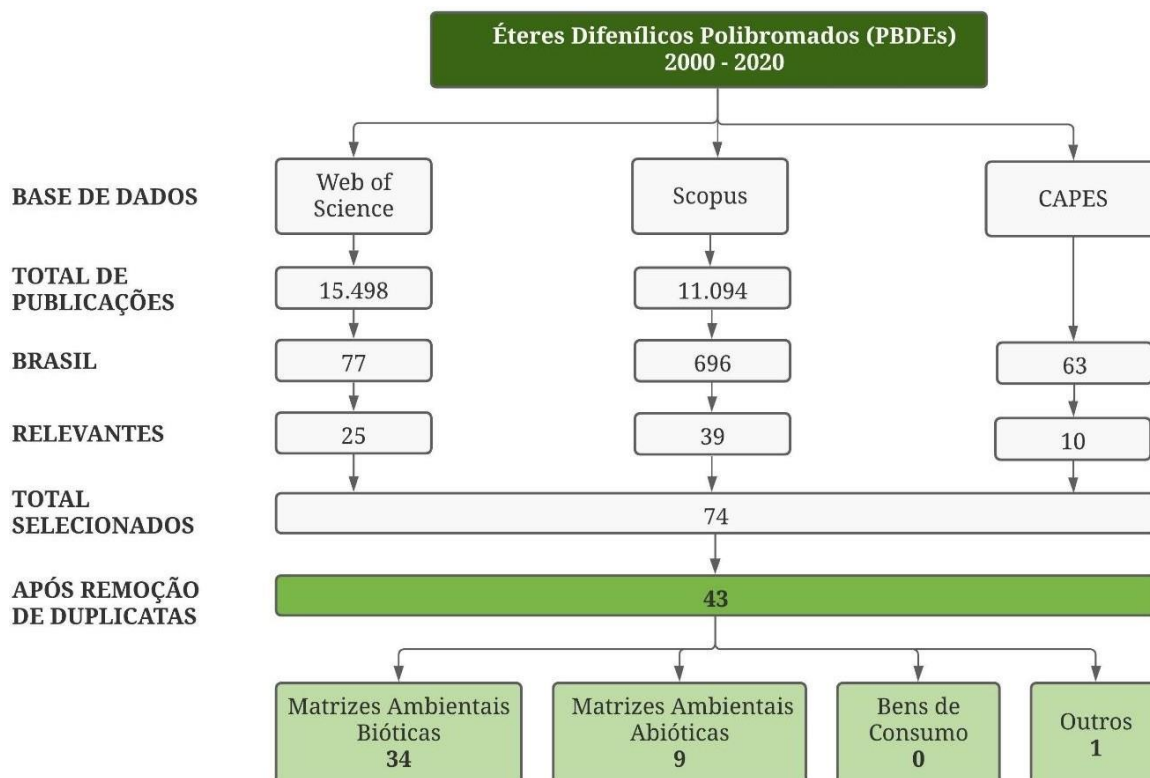 Éteres Difenílicos Polibromados (PBDEs)
2000 - 2020
BASE DE DADOS
Web of
Science
Scopus
CAPES
TOTAL DE
PUBLICAÇÕES
15.498
11.094
BRASIL
77
696
63
RELEVANTES
25
39
10
TOTAL
SELECIONADOS
74
APÓS REMOÇÃO
DE DUPLICATAS
43
Matrizes Ambientais
Bióticas
34
Matrizes Ambientais
Abióticas
9
Bens de
Consumo
0
Outros
1